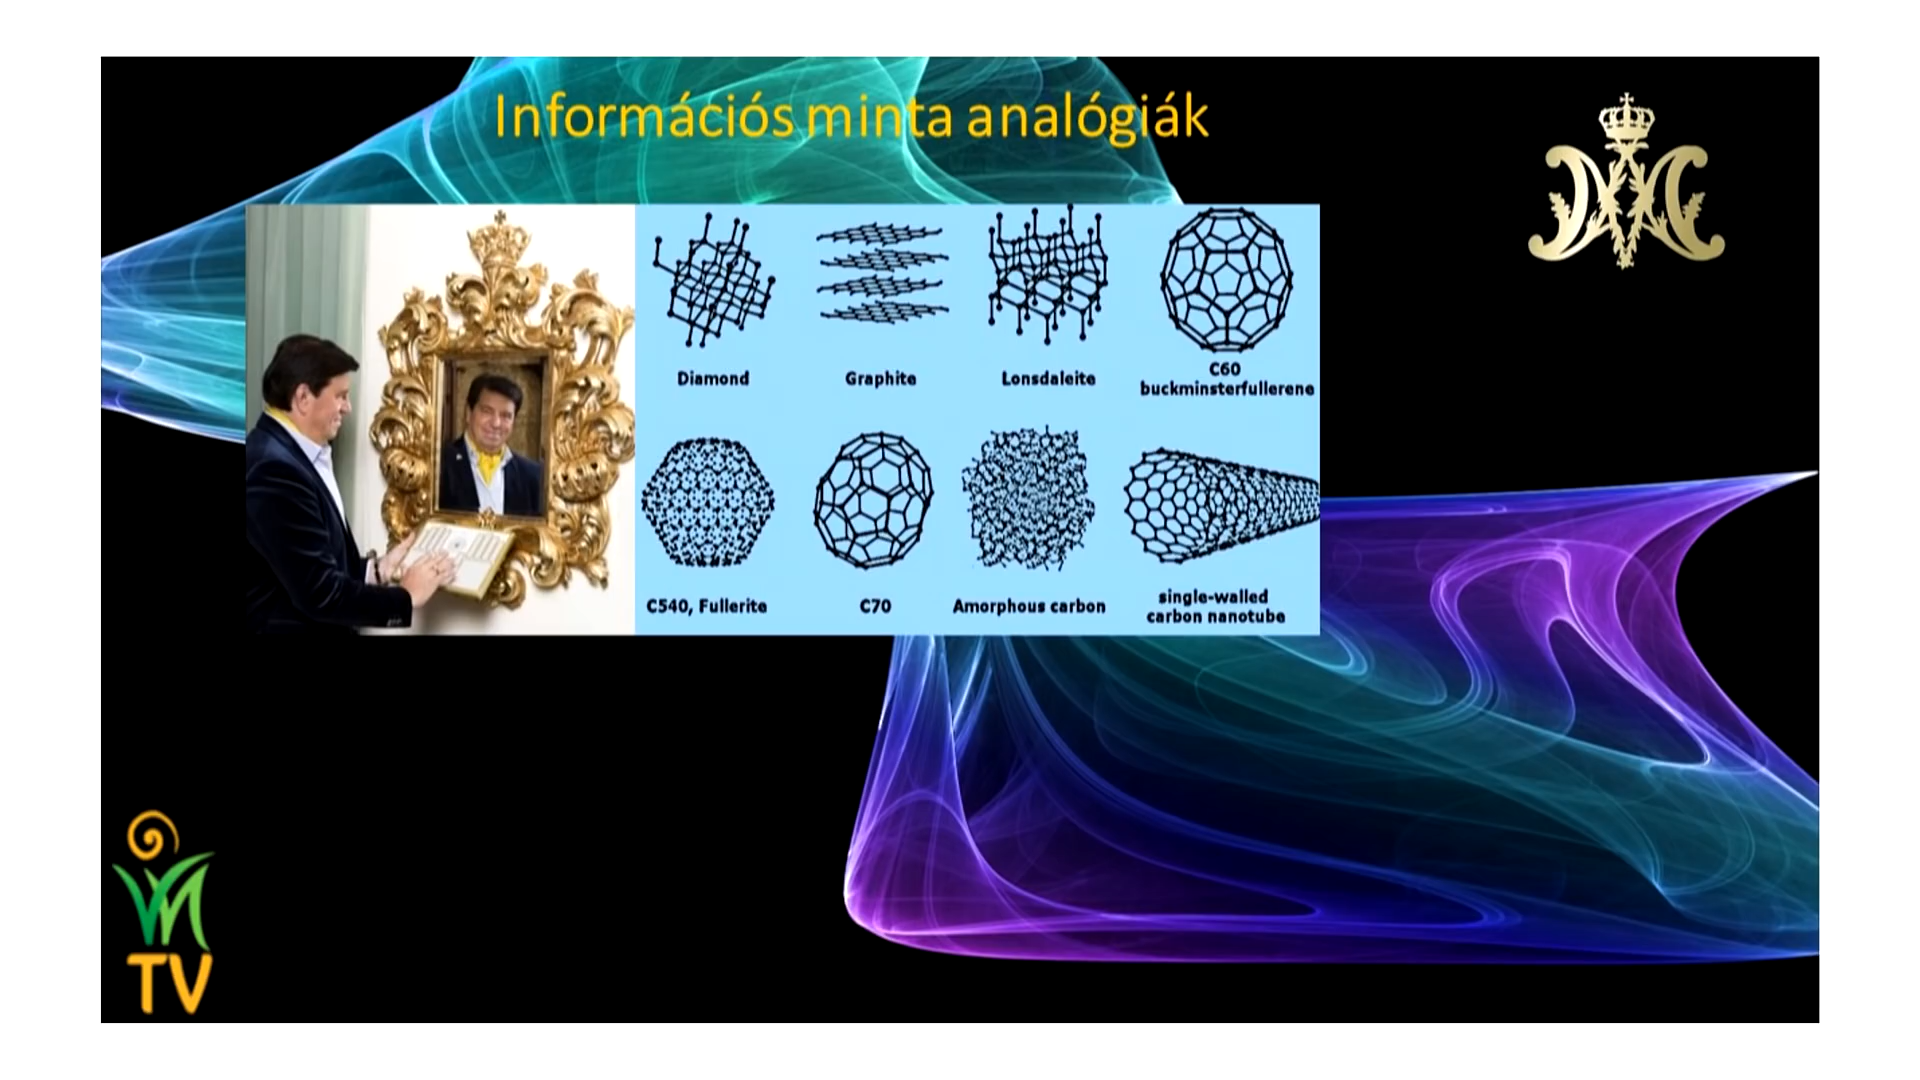 Információs minta analógiák
Diamond
Graphite
Lonsdaleite
C60
buckminsterfullerene
C540, Fullerite
C70
Amorphous carbon
single-walled
carbon nanotube
TV